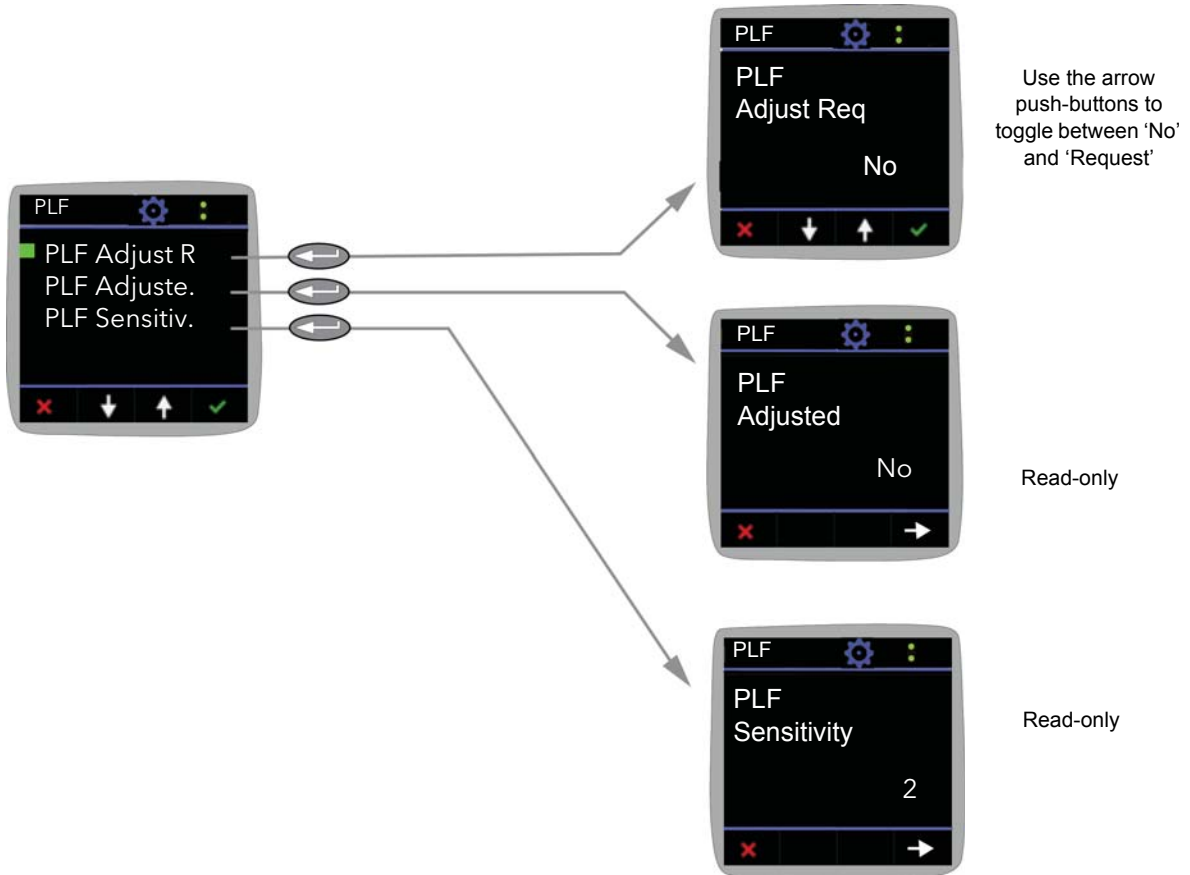 PLF
PLF Adjust R
PLF Adjuste.
PLF Sensitiv.
PLF
PLF
Adjust Req
No
Use the arrow
push-buttons to
toggle between ‘No’
and ‘Request’
PLF
PLF
Adjusted
No
Read-only
PLF
PLF
Sensitivity
2
Read-only